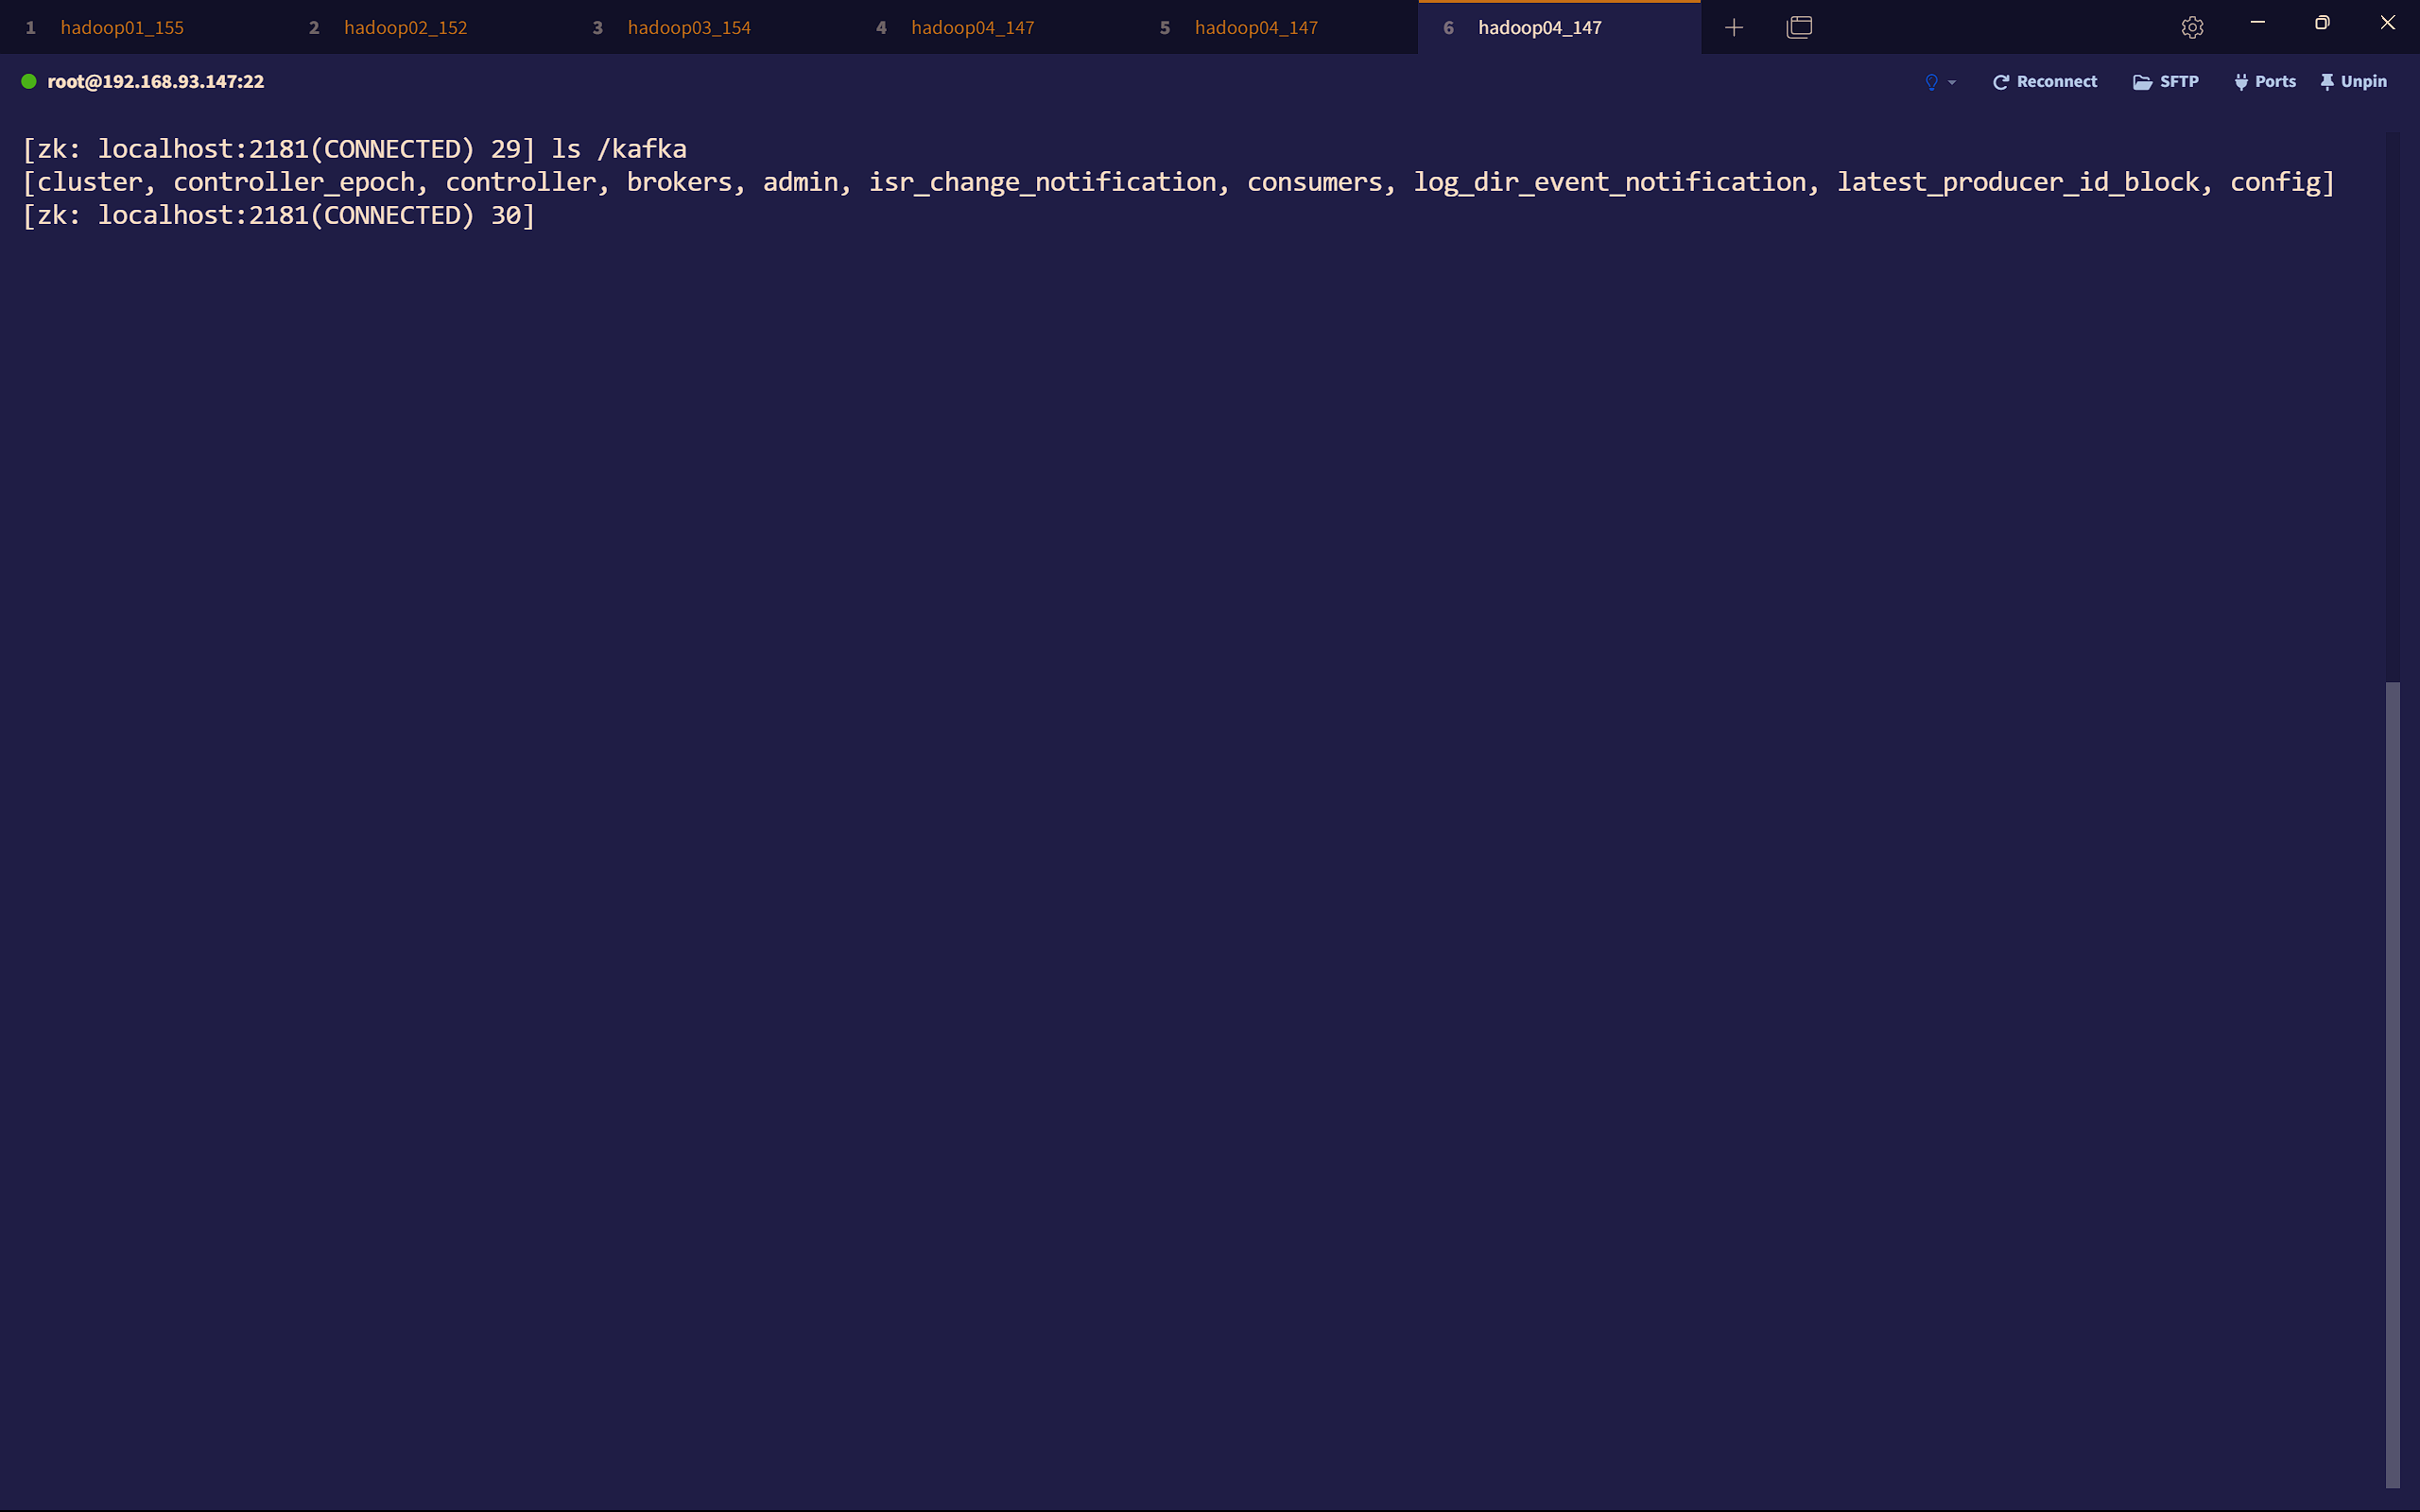 1 hadoop01_155 2 hadoop02_152 3 hadoop03_154 4 hadoop04_147 5 hadoop04_147 6 hadoop04_147
root@192.168.93.147:22 Reconnect SFTP Ports Unpin
[zk: localhost:2181(CONNECTED) 29] ls /kafka
[cluster, controller_epoch, controller, brokers, admin, isr_change_notification, consumers, log_dir_event_notification, latest_producer_id_block, config]
[zk: localhost:2181(CONNECTED) 30]